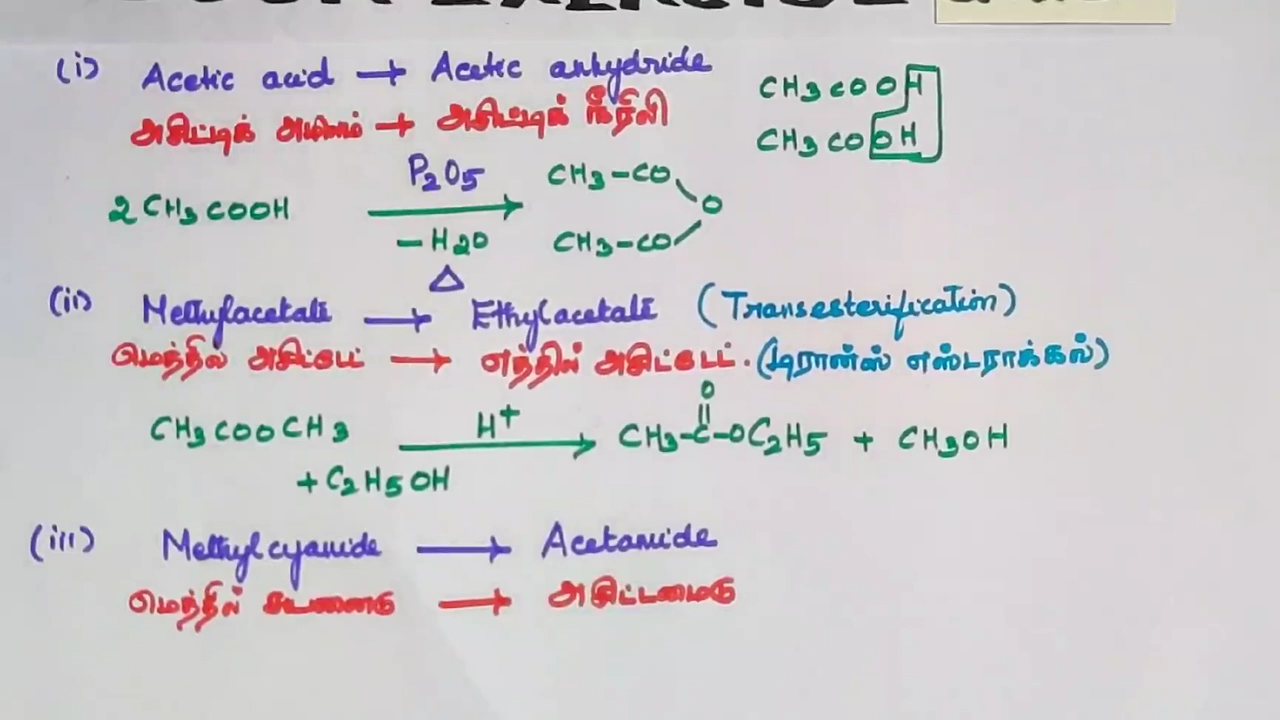 (i) Acetic acid → Acetic anhydride
CH3COOH
அசிட்டிக் அமிலம் → அசிட்டிக் நீரிலி
CH3COOH
P2O5
2CH3COOH → CH3-CO
O
-H2O CH3-CO
△
(ii) Methylacetate → Ethylacetate (Transesterification)
மெத்தில் அசிட்டேட் → எத்தில் அசிட்டேட். (டிரான்ஸ் எஸ்டராக்கல்)
O
CH3COOCH3 H+ → CH3-C-OC2H5 + CH3OH
+ C2H5OH
(iii) Methylcyanide → Acetamide
மெத்தில் சயனைடு → அசிட்டமைடு